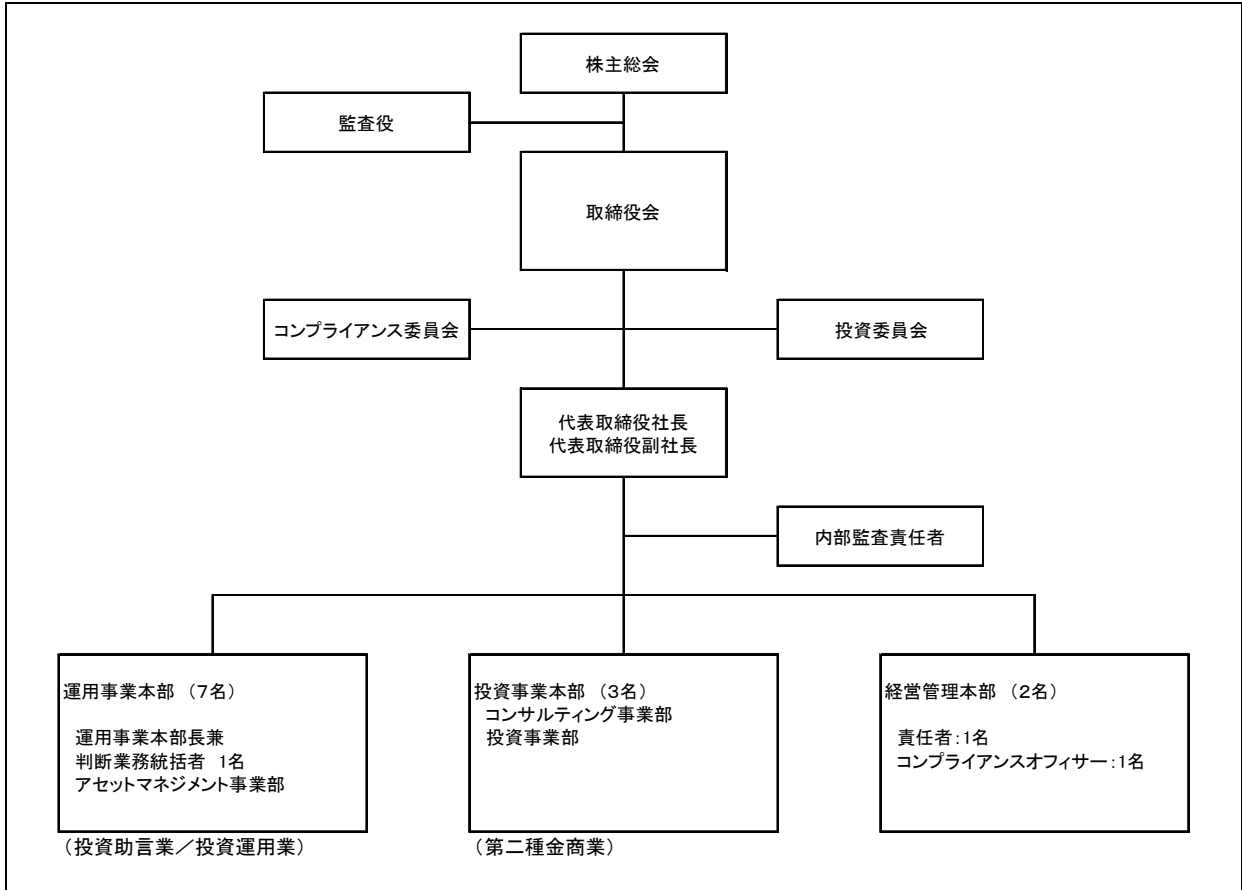 株主総会
監査役
取締役会
コンプライアンス委員会
投資委員会
代表取締役社長
代表取締役副社長
内部監査責任者
運用事業本部 (7名)
運用事業本部長兼
判断業務統括者 1名
アセットマネジメント事業部
(投資助言業/投資運用業)
投資事業本部 (3名)
コンサルティング事業部
投資事業部
(第二種金商業)
経営管理本部 (2名)
責任者:1名
コンプライアンスオフィサー:1名